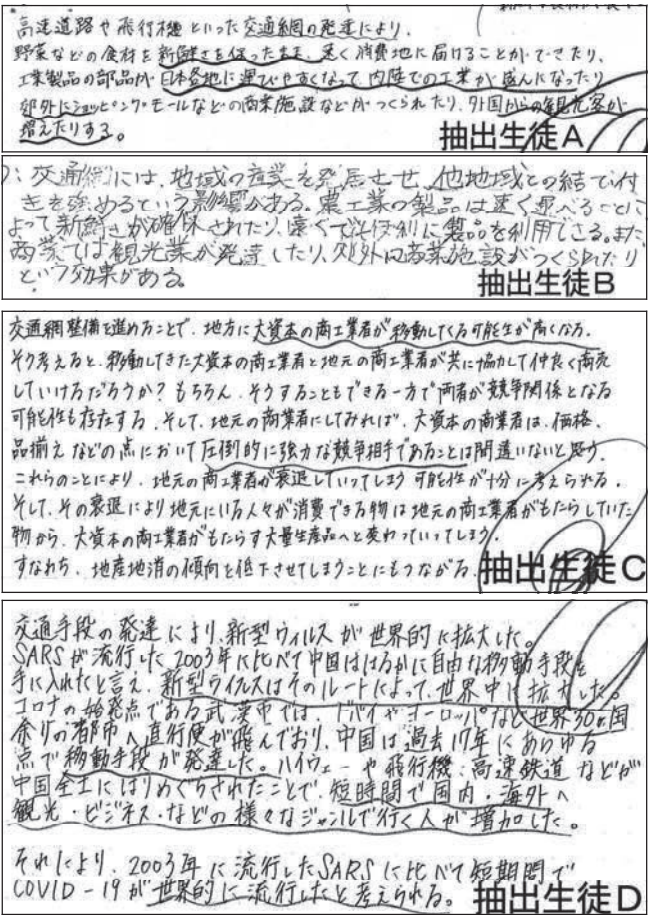 高速道路や飛行機といった交通網の発達により、
野菜などの食材を新鮮さを保ったまま、速く消費地に届けることができたり、
工業製品の部品が日本各地に運びやすくなって内陸での工業が盛んになったり
郊外にショッピングモールなどの商業施設などがつくられたり、外国からの観光客が
増えたりする。
抽出生徒A
交通網には、地域の産業を発展させ、他地域との結び付
きを強めるという影響がある。農工業の製品は速く運べることに
よって新鮮さが確保されたり、遠くでも便利に製品を利用できる。また
商業では観光業が発達したり、郊外に商業施設がつくられたり
という効果がある。
抽出生徒B
交通網整備を進めることで、地方に大資本の商工業者が移動してくる可能性が高くなる。
そう考えると、移動してきた大資本の商工業者と地元の商工業者が共に協力して仲良く商売
していけるだろうか?もちろん、そうすることもできる一方で両者が競争関係となる
可能性も存在する。そして、地元の商業者にしてみれば、大資本の商業者は、価格、
品揃えなどの点において圧倒的に強力な競争相手であることは間違いないと思う。
これらのことにより、地元の商工業者が衰退していってしまう可能性が十分に考えられる。
そして、その衰退により地元にいる人々が消費できる物は地元の商工業者がもたらしていた
物から、大資本の商工業者がもたらす大量生産品へと変わっていってしまう。
すなわち、地産地消の傾向を低下させてしまうことにもつながる。
抽出生徒C
交通手段の発達により、新型ウィルスが世界的に拡大した。
SARSが流行した2003年に比べて中国ははるかに自由な移動手段を
手に入れたと言え、新型ウイルスはそのルートによって、世界中に拡大した。
コロナの始発点である武漢市では、ドバイやヨーロッパなど世界30ヵ国
余りの都市へ直行便が飛んでおり、中国は過去17年にあらゆる
点で移動手段が発達した。ハイウェーや飛行機、高速鉄道などが
中国全土にはりめぐらされたことで、短時間で国内・海外へ
観光・ビジネス・などの様々なジャンルで行く人が増加した。
それにより、2003年に流行したSARSに比べて短期間で
COVID-19が世界的に流行したと考えられる。
抽出生徒D